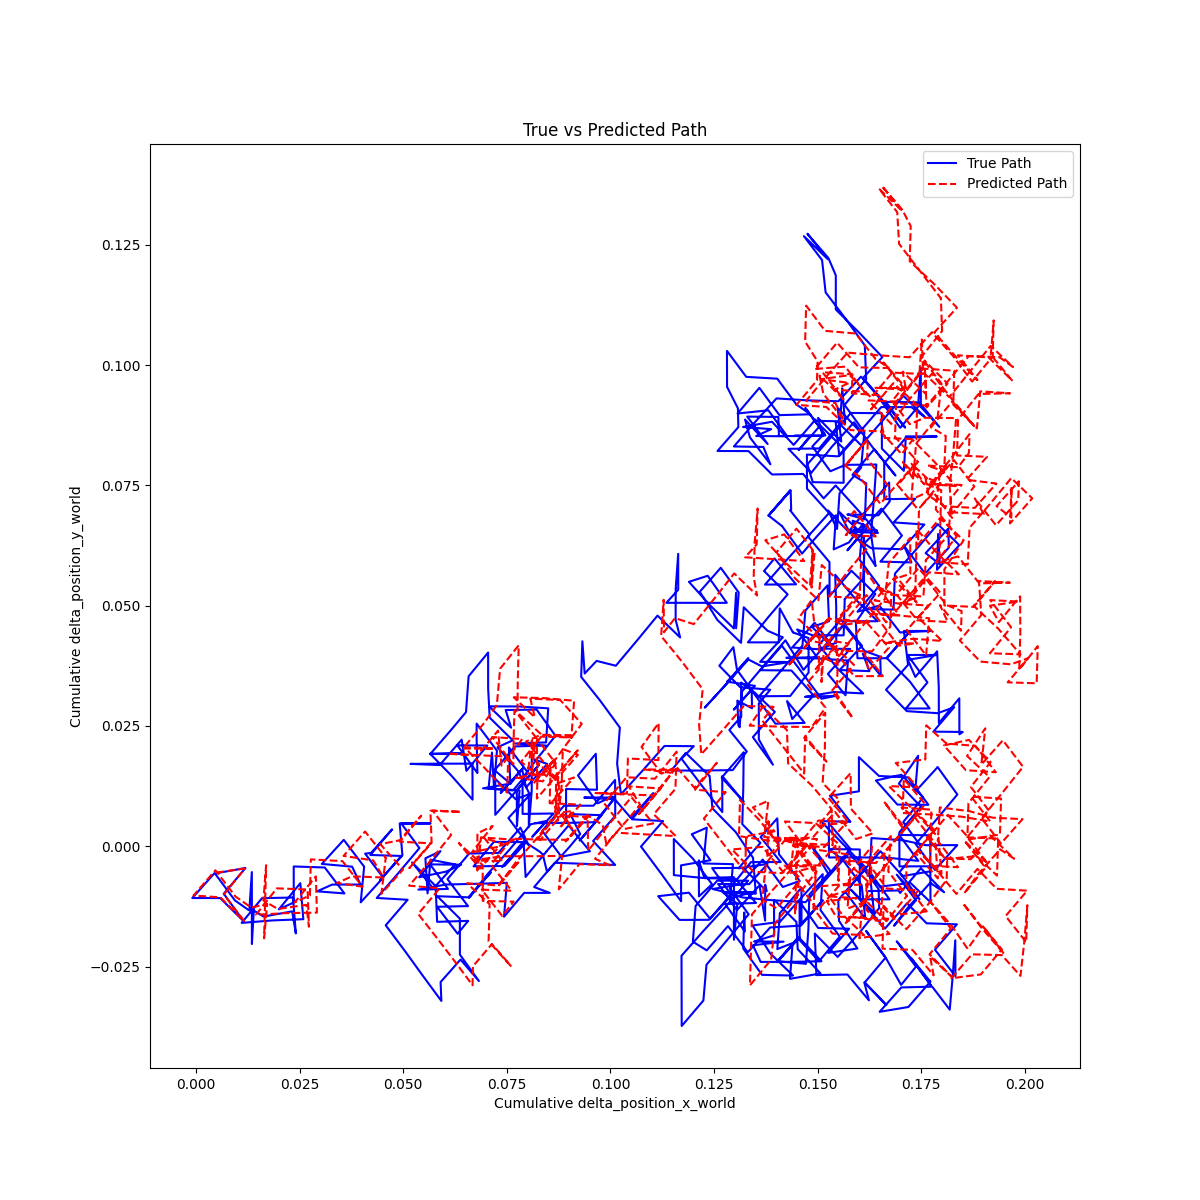 True vs Predicted Path
True Path
Predicted Path
0.125
0.100
0.075
0.050
0.025
0.000
−0.025
Cumulative delta_position_y_world
0.000 0.025 0.050 0.075 0.100 0.125 0.150 0.175 0.200
Cumulative delta_position_x_world